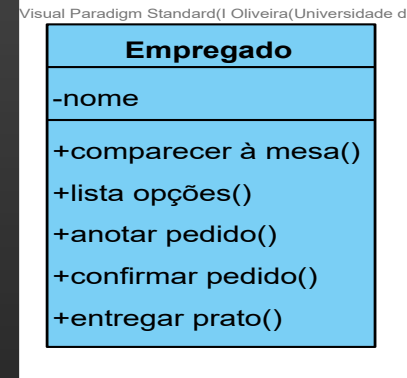 Visual Paradigm Standard(I Oliveira(Universidade d
Empregado
-nome
+comparecer à mesa()
+lista opções()
+anotar pedido()
+confirmar pedido()
+entregar prato()